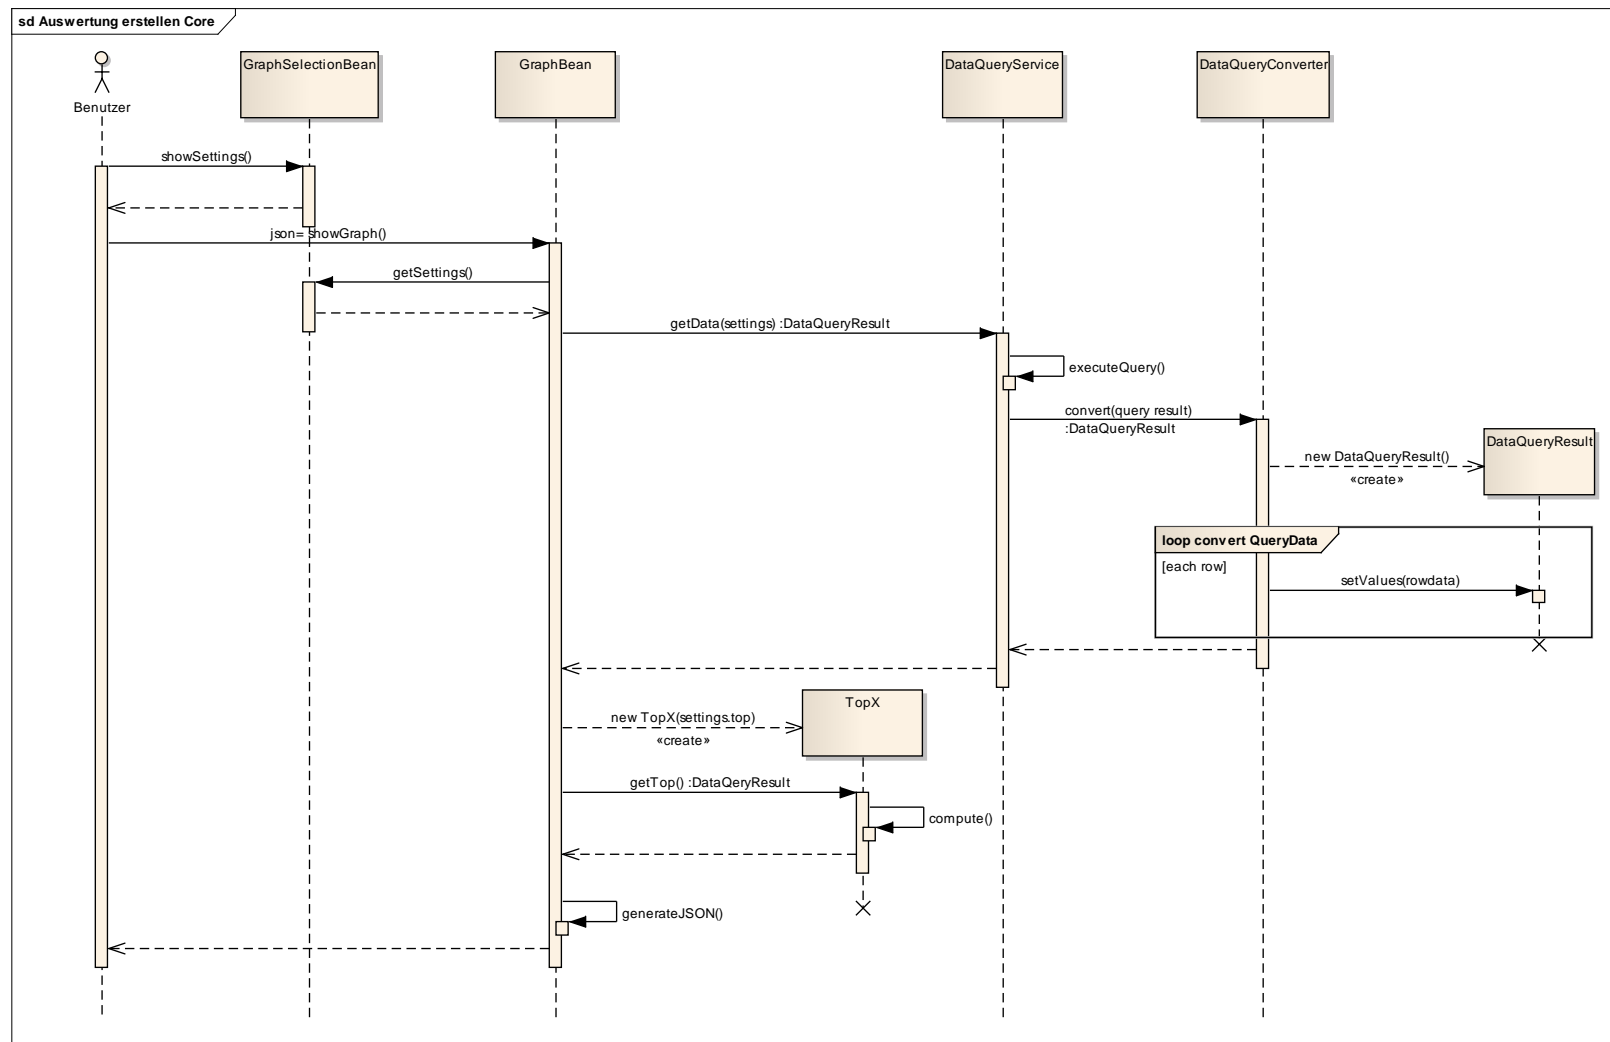 sd Auswertung erstellen Core
Benutzer
GraphSelectionBean
GraphBean
DataQueryService
DataQueryConverter
showSettings()
json= showGraph()
getSettings()
getData(settings) :DataQueryResult
executeQuery()
convert(query result)
:DataQueryResult
DataQueryResult
new DataQueryResult()
«create»
loop convert QueryData
[each row]
setValues(rowdata)
TopX
new TopX(settings.top)
«create»
getTop() :DataQeryResult
compute()
generateJSON()